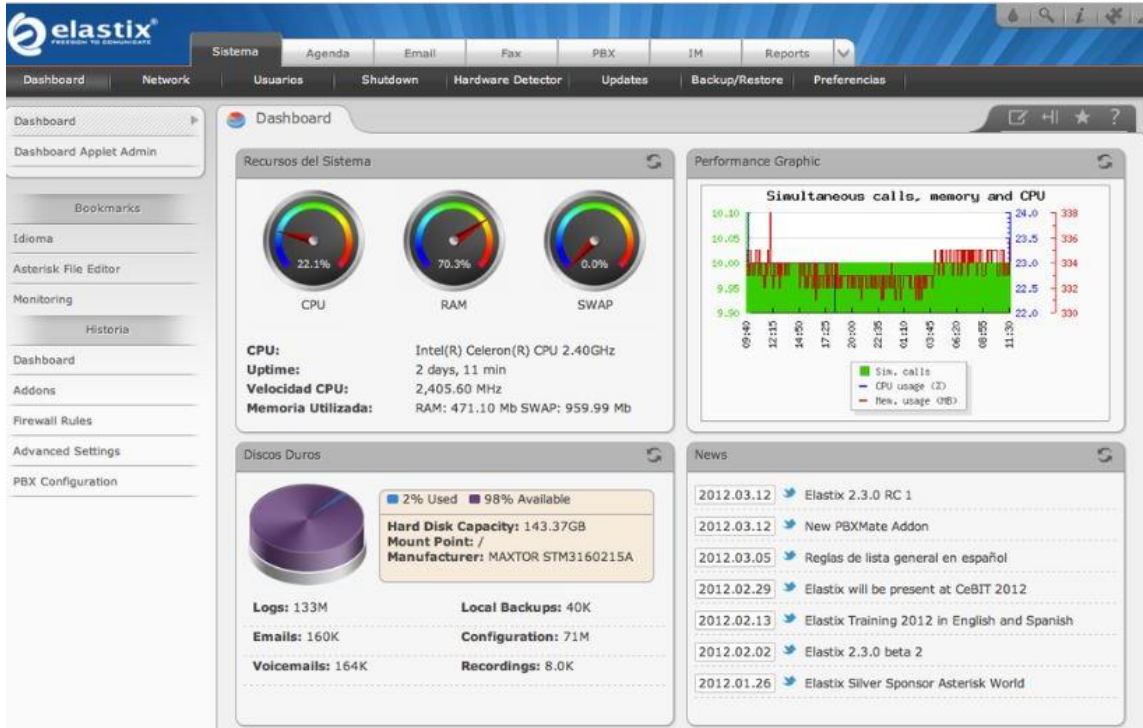 elastix®
FREEDOM TO COMMUNICATE
Sistema Agenda Email Fax PBX IM Reports
Dashboard Network Usuarios Shutdown Hardware Detector Updates Backup/Restore Preferencias
Dashboard
Dashboard Applet Admin
Bookmarks
Idioma
Asterisk File Editor
Monitoring
Historia
Dashboard
Addons
Firewall Rules
Advanced Settings
PBX Configuration
Dashboard
Recursos del Sistema
22.1% 70.3% 0.0%
CPU RAM SWAP
CPU: Intel(R) Celeron(R) CPU 2.40GHz
Uptime: 2 days, 11 min
Velocidad CPU: 2,405.60 MHz
Memoria Utilizada: RAM: 471.10 Mb SWAP: 959.99 Mb
Performance Graphic
Simultaneous calls, memory and CPU
10.10 24.0 338
10.05 23.5 336
10.00 23.0 334
9.95 22.5 332
9.90 22.0 330
09:40 12:15 14:50 17:25 20:00 22:35 01:10 03:45 06:20 08:55 11:30
Sim. calls
CPU usage (%)
Mem. usage (MB)
Discos Duros
2% Used 98% Available
Hard Disk Capacity: 143.37GB
Mount Point: /
Manufacturer: MAXTOR STM3160215A
Logs: 133M Local Backups: 40K
Emails: 160K Configuration: 71M
Voicemails: 164K Recordings: 8.0K
News
2012.03.12 Elastix 2.3.0 RC 1
2012.03.12 New PBXMate Addon
2012.03.05 Reglas de lista general en español
2012.02.29 Elastix will be present at CeBIT 2012
2012.02.13 Elastix Training 2012 in English and Spanish
2012.02.02 Elastix 2.3.0 beta 2
2012.01.26 Elastix Silver Sponsor Asterisk World